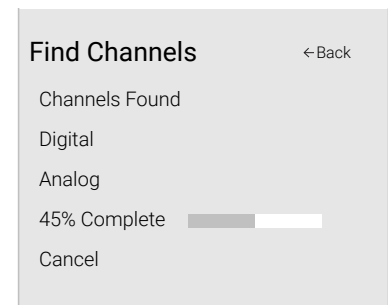 Find Channels ←Back
Channels Found
Digital
Analog
45% Complete
Cancel